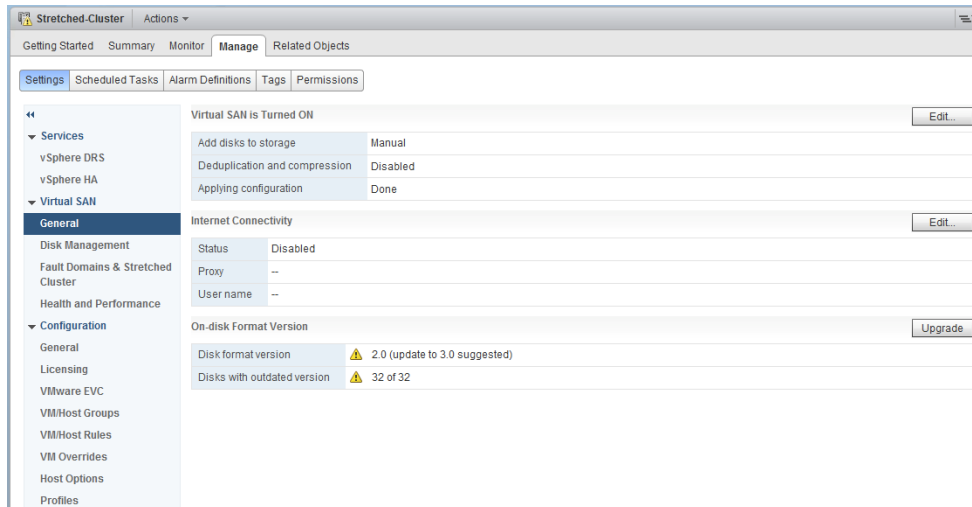 Stretched-Cluster Actions
Getting Started Summary Monitor Manage Related Objects
Settings Scheduled Tasks Alarm Definitions Tags Permissions
Services
vSphere DRS
vSphere HA
Virtual SAN
General
Disk Management
Fault Domains & Stretched
Cluster
Health and Performance
Configuration
General
Licensing
VMware EVC
VM/Host Groups
VM/Host Rules
VM Overrides
Host Options
Profiles
Virtual SAN is Turned ON Edit...
Add disks to storage Manual
Deduplication and compression Disabled
Applying configuration Done
Internet Connectivity Edit...
Status Disabled
Proxy --
User name --
On-disk Format Version Upgrade
Disk format version 2.0 (update to 3.0 suggested)
Disks with outdated version 32 of 32